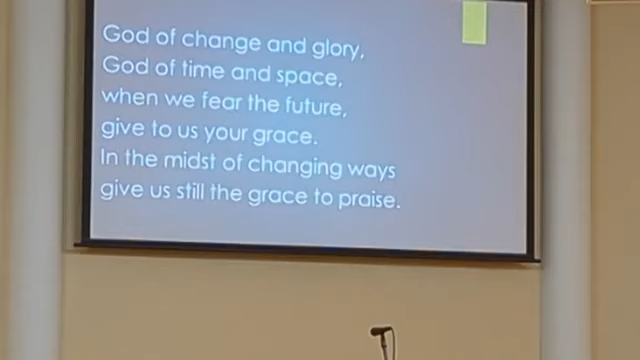 God of change and glory,
God of time and space,
when we fear the future,
give to us your grace.
In the midst of changing ways
give us still the grace to praise.